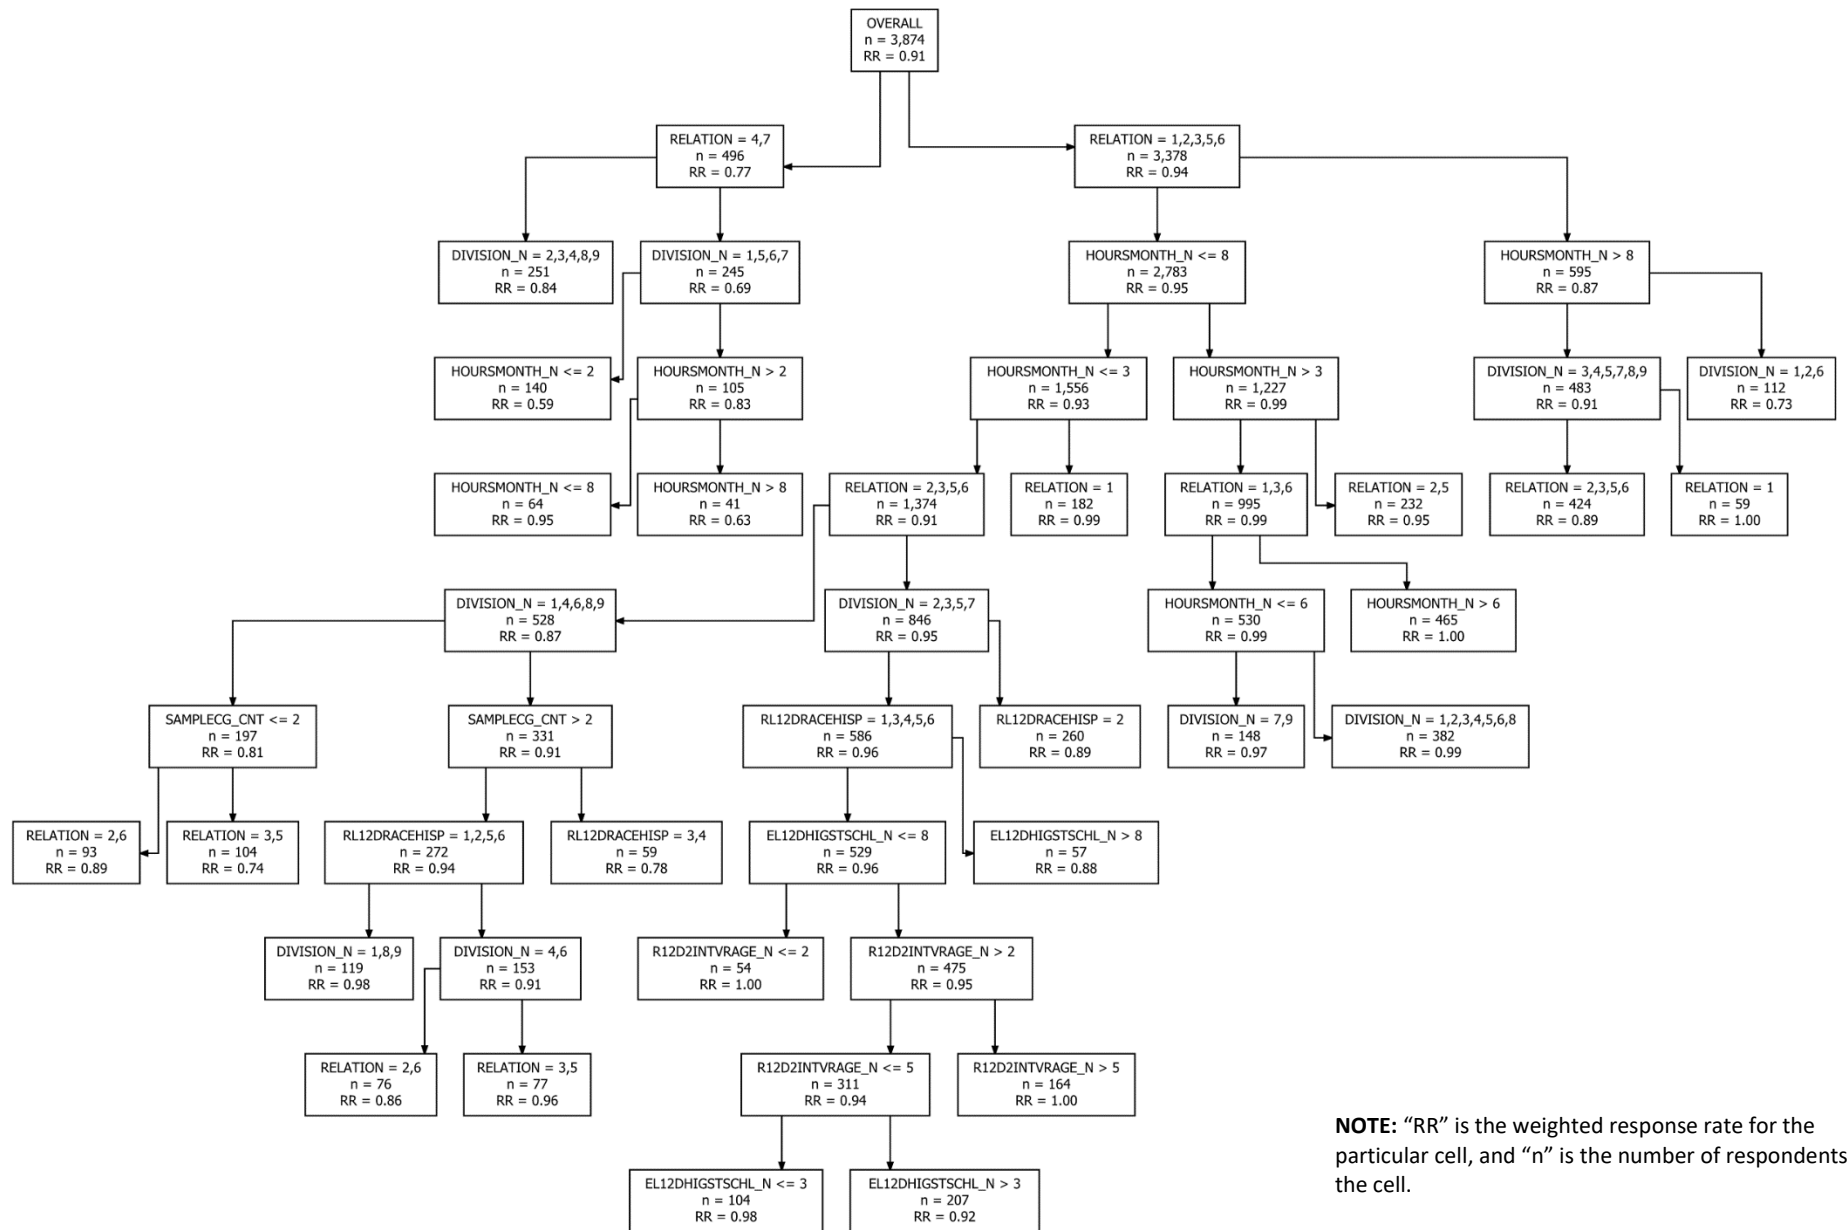 OVERALL
n = 3,874
RR = 0.91
RELATION = 4,7
n = 496
RR = 0.77
RELATION = 1,2,3,5,6
n = 3,378
RR = 0.94
DIVISION_N = 2,3,4,8,9
n = 251
RR = 0.84
DIVISION_N = 1,5,6,7
n = 245
RR = 0.69
HOURSMONTH_N <= 8
n = 2,783
RR = 0.95
HOURSMONTH_N > 8
n = 595
RR = 0.87
HOURSMONTH_N <= 2
n = 140
RR = 0.59
HOURSMONTH_N > 2
n = 105
RR = 0.83
HOURSMONTH_N <= 3
n = 1,556
RR = 0.93
HOURSMONTH_N > 3
n = 1,227
RR = 0.99
DIVISION_N = 3,4,5,7,8,9
n = 483
RR = 0.91
DIVISION_N = 1,2,6
n = 112
RR = 0.73
HOURSMONTH_N <= 8
n = 64
RR = 0.95
HOURSMONTH_N > 8
n = 41
RR = 0.63
RELATION = 2,3,5,6
n = 1,374
RR = 0.91
RELATION = 1
n = 182
RR = 0.99
RELATION = 1,3,6
n = 995
RR = 0.99
RELATION = 2,5
n = 232
RR = 0.95
RELATION = 2,3,5,6
n = 424
RR = 0.89
RELATION = 1
n = 59
RR = 1.00
DIVISION_N = 1,4,6,8,9
n = 528
RR = 0.87
DIVISION_N = 2,3,5,7
n = 846
RR = 0.95
HOURSMONTH_N <= 6
n = 530
RR = 0.99
HOURSMONTH_N > 6
n = 465
RR = 1.00
SAMPLECG_CNT <= 2
n = 197
RR = 0.81
SAMPLECG_CNT > 2
n = 331
RR = 0.91
RL12DRACEHISP = 1,3,4,5,6
n = 586
RR = 0.96
RL12DRACEHISP = 2
n = 260
RR = 0.89
DIVISION_N = 7,9
n = 148
RR = 0.97
DIVISION_N = 1,2,3,4,5,6,8
n = 382
RR = 0.99
RELATION = 2,6
n = 93
RR = 0.89
RELATION = 3,5
n = 104
RR = 0.74
RL12DRACEHISP = 1,2,5,6
n = 272
RR = 0.94
RL12DRACEHISP = 3,4
n = 59
RR = 0.78
EL12DHIGSTSCHL_N <= 8
n = 529
RR = 0.96
EL12DHIGSTSCHL_N > 8
n = 57
RR = 0.88
DIVISION_N = 1,8,9
n = 119
RR = 0.98
DIVISION_N = 4,6
n = 153
RR = 0.91
R12D2INTVRAGE_N <= 2
n = 54
RR = 1.00
R12D2INTVRAGE_N > 2
n = 475
RR = 0.95
RELATION = 2,6
n = 76
RR = 0.86
RELATION = 3,5
n = 77
RR = 0.96
R12D2INTVRAGE_N <= 5
n = 311
RR = 0.94
R12D2INTVRAGE_N > 5
n = 164
RR = 1.00
EL12DHIGSTSCHL_N <= 3
n = 104
RR = 0.98
EL12DHIGSTSCHL_N > 3
n = 207
RR = 0.92
NOTE: “RR” is the weighted response rate for the
particular cell, and “n” is the number of respondents
the cell.